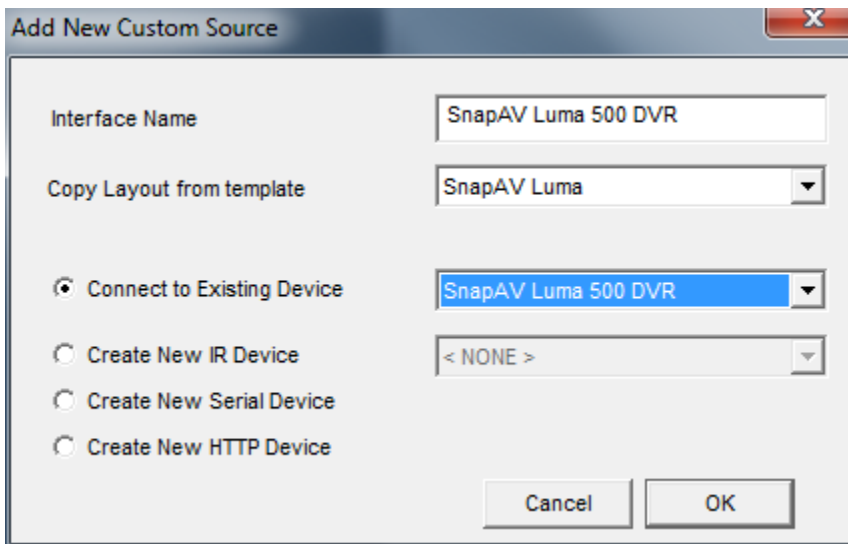 Add New Custom Source
Interface Name SnapAV Luma 500 DVR
Copy Layout from template SnapAV Luma
Connect to Existing Device SnapAV Luma 500 DVR
Create New IR Device < NONE >
Create New Serial Device
Create New HTTP Device
Cancel OK